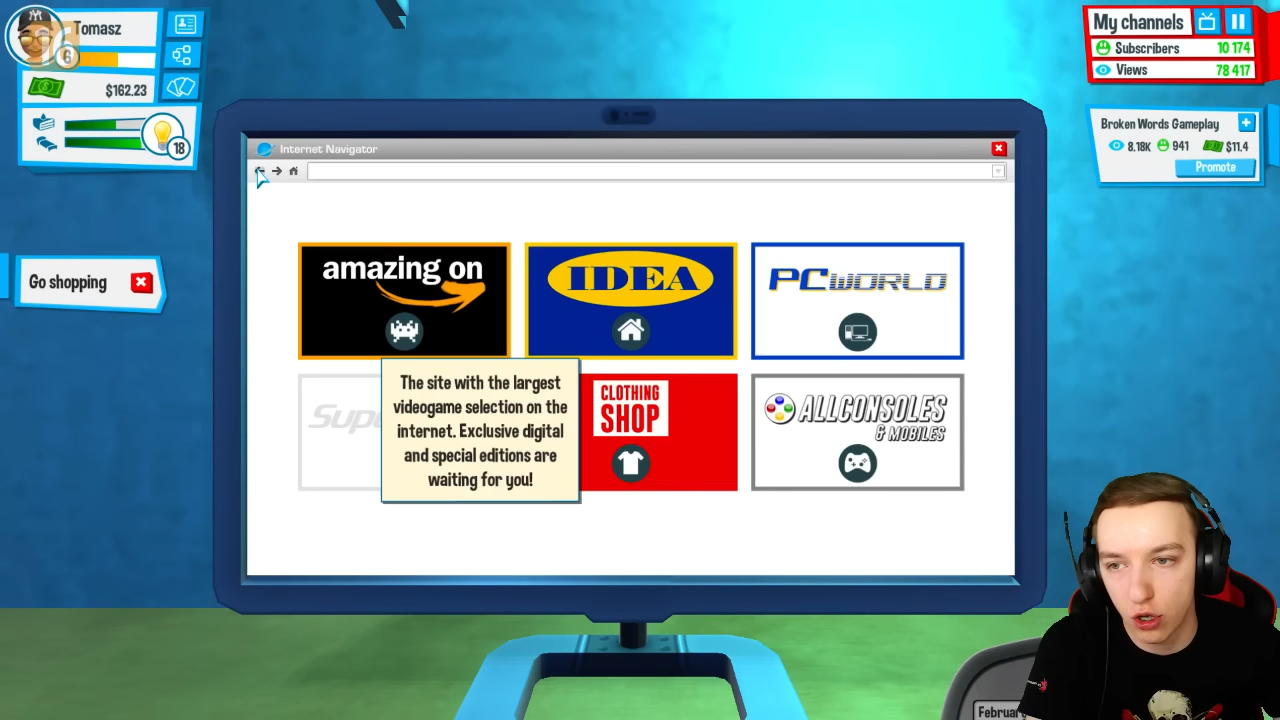 Tomasz
6
$162.23
18
Go shopping
My channels
Subscribers 10 174
Views 78 417
Broken Words Gameplay
8.18K 941 $11.4
Promote
Internet Navigator
amazing on
IDEA
PCWORLD
The site with the largest
videogame selection on the
internet. Exclusive digital
and special editions are
waiting for you!
CLOTHING
SHOP
ALLCONSOLES
& MOBILES
February